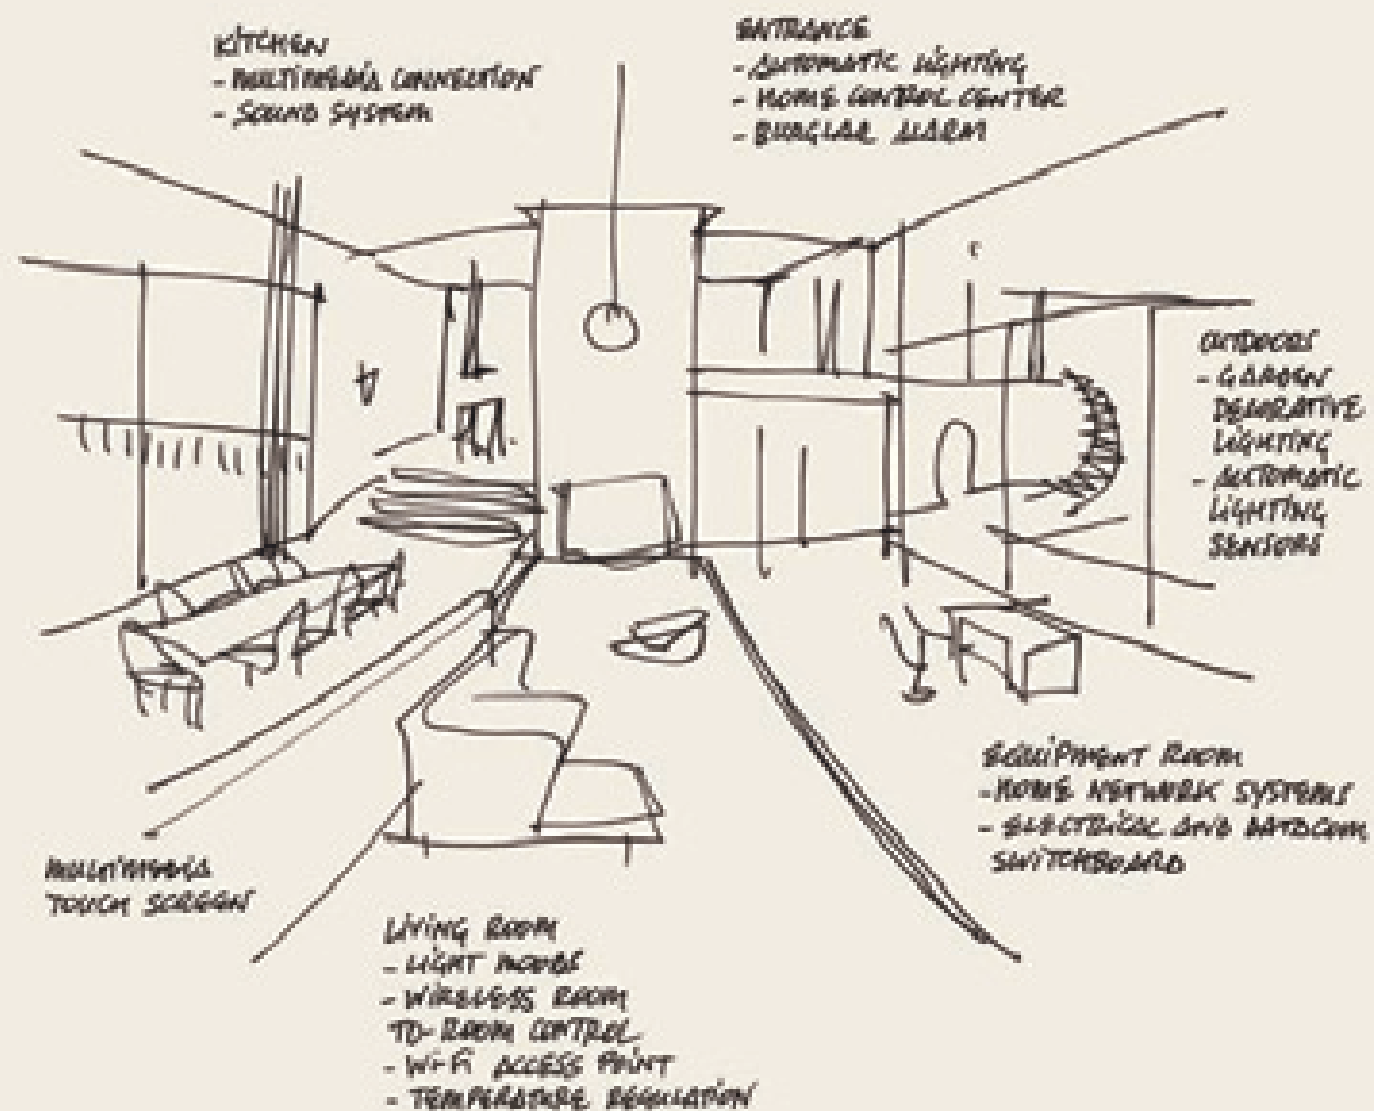 KITCHEN
- MULTIMEDIA CONNECTION
- SOUND SYSTEM
ENTRANCE
- AUTOMATIC LIGHTING
- HOME CONTROL CENTER
- BURGLAR ALARM
OUTDOORS
- GARDEN
DECORATIVE
LIGHTING
- AUTOMATIC
LIGHTING
SENSORS
EQUIPMENT ROOM
- HOME NETWORK SYSTEMS
- ELECTRICAL AND DATACOM
SWITCHBOARD
MULTIMEDIA
TOUCH SCREEN
LIVING ROOM
- LIGHT MOODS
- WIRELESS ROOM
TO-ROOM CONTROL
- Wi-Fi ACCESS POINT
- TEMPERATURE REGULATION